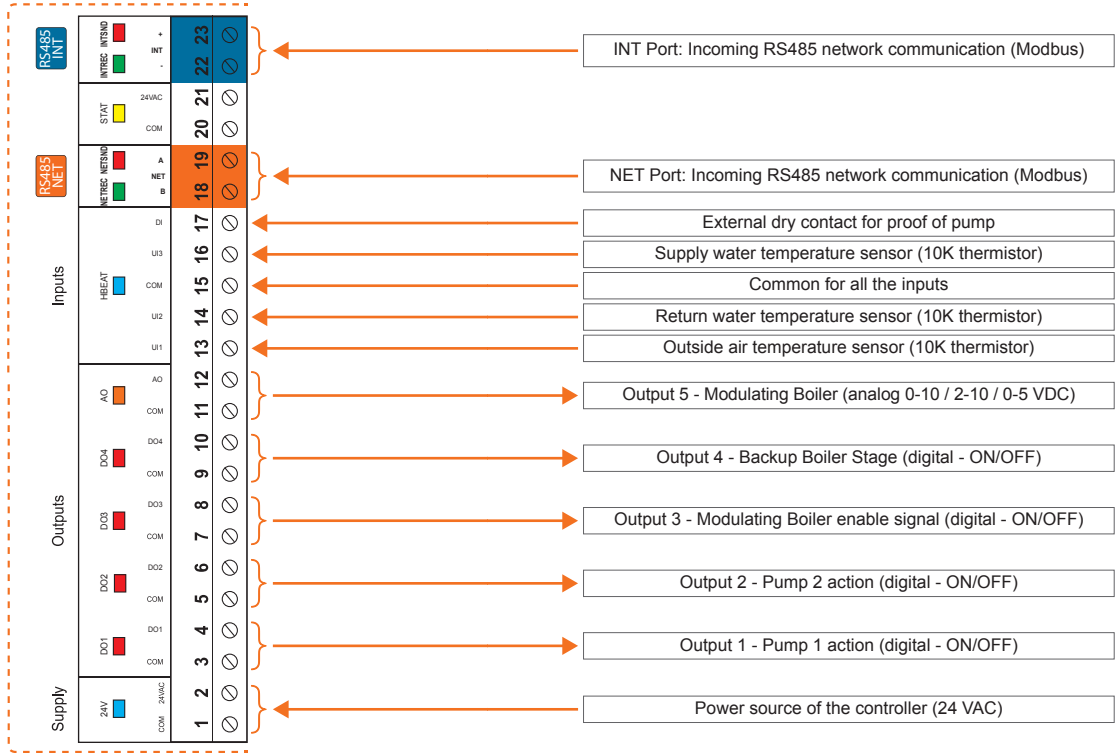 RS485 INT
INTREC INTSND
+
INT
-
23
22
INT Port: Incoming RS485 network communication (Modbus)
STAT
24VAC
COM
21
20
RS485 NET
NETREC NETSND
A
NET
B
19
18
NET Port: Incoming RS485 network communication (Modbus)
Inputs
HBEAT
DI
17
External dry contact for proof of pump
UI3
16
Supply water temperature sensor (10K thermistor)
COM
15
Common for all the inputs
UI2
14
Return water temperature sensor (10K thermistor)
UI1
13
Outside air temperature sensor (10K thermistor)
Outputs
AO
AO
12
COM
11
Output 5 - Modulating Boiler (analog 0-10 / 2-10 / 0-5 VDC)
DO4
DO4
10
COM
9
Output 4 - Backup Boiler Stage (digital - ON/OFF)
DO3
DO3
8
COM
7
Output 3 - Modulating Boiler enable signal (digital - ON/OFF)
DO2
DO2
6
COM
5
Output 2 - Pump 2 action (digital - ON/OFF)
DO1
DO1
4
COM
3
Output 1 - Pump 1 action (digital - ON/OFF)
Supply
24V
24VAC
2
COM
1
Power source of the controller (24 VAC)